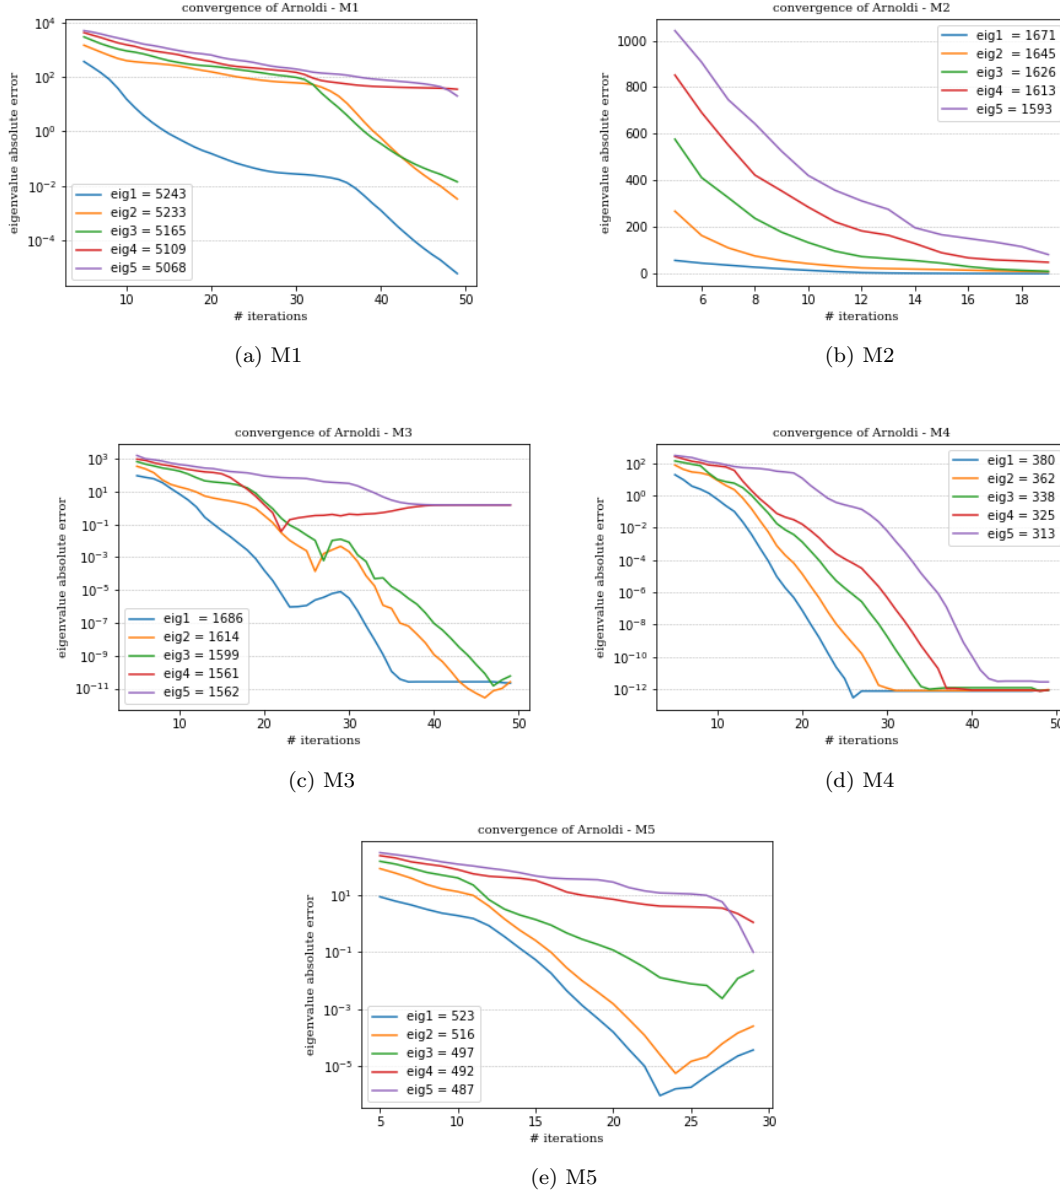 convergence of Arnoldi - M1
10^4
10^2
10^0
10^-2
10^-4
eigenvalue absolute error
eig1 = 5243
eig2 = 5233
eig3 = 5165
eig4 = 5109
eig5 = 5068
10
20
30
40
50
# iterations
(a) M1
convergence of Arnoldi - M2
1000
800
600
400
200
0
eigenvalue absolute error
eig1 = 1671
eig2 = 1645
eig3 = 1626
eig4 = 1613
eig5 = 1593
6
8
10
12
14
16
18
# iterations
(b) M2
convergence of Arnoldi - M3
10^3
10^1
10^-1
10^-3
10^-5
10^-7
10^-9
10^-11
eigenvalue absolute error
eig1 = 1686
eig2 = 1614
eig3 = 1599
eig4 = 1561
eig5 = 1562
10
20
30
40
50
# iterations
(c) M3
convergence of Arnoldi - M4
10^2
10^0
10^-2
10^-4
10^-6
10^-8
10^-10
10^-12
eigenvalue absolute error
eig1 = 380
eig2 = 362
eig3 = 338
eig4 = 325
eig5 = 313
10
20
30
40
50
# iterations
(d) M4
convergence of Arnoldi - M5
10^1
10^-1
10^-3
10^-5
eigenvalue absolute error
eig1 = 523
eig2 = 516
eig3 = 497
eig4 = 492
eig5 = 487
5
10
15
20
25
30
# iterations
(e) M5